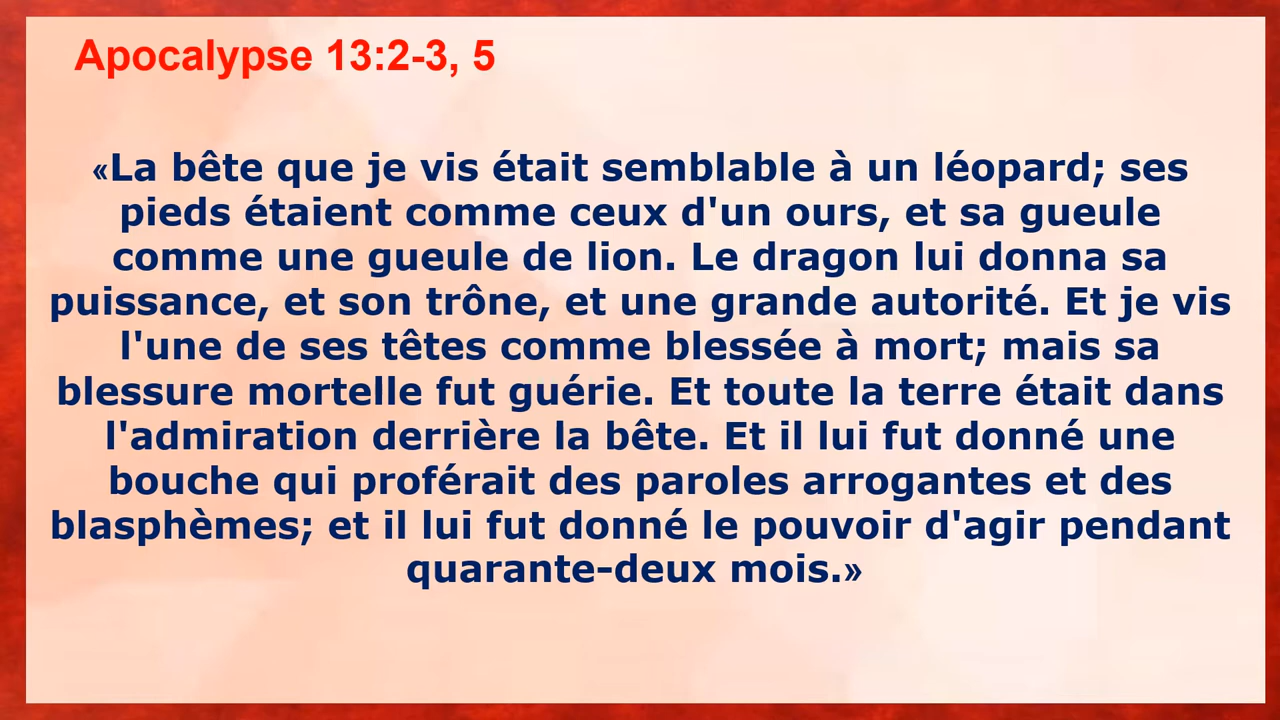 Apocalypse 13:2-3, 5
«La bête que je vis était semblable à un léopard; ses
pieds étaient comme ceux d'un ours, et sa gueule
comme une gueule de lion. Le dragon lui donna sa
puissance, et son trône, et une grande autorité. Et je vis
l'une de ses têtes comme blessée à mort; mais sa
blessure mortelle fut guérie. Et toute la terre était dans
l'admiration derrière la bête. Et il lui fut donné une
bouche qui proférait des paroles arrogantes et des
blasphèmes; et il lui fut donné le pouvoir d'agir pendant
quarante-deux mois.»